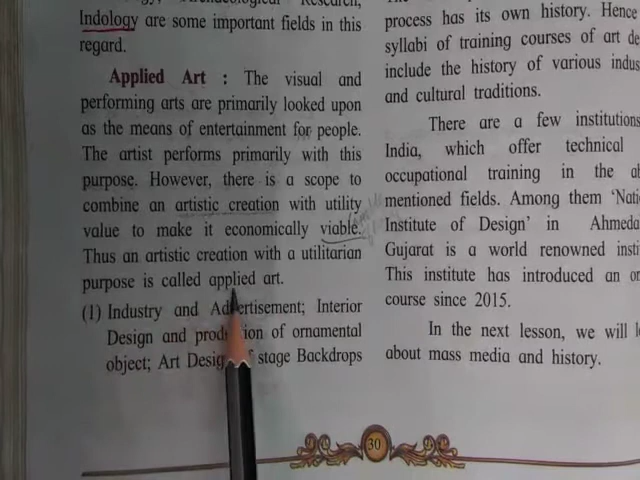 Research,
Indology are some important fields in this
regard.
Applied Art : The visual and
performing arts are primarily looked upon
as the means of entertainment for people.
The artist performs primarily with this
purpose. However, there is a scope to
combine an artistic creation with utility
value to make it economically viable.
Thus an artistic creation with a utilitarian
purpose is called applied art.
(1) Industry and Advertisement; Interior
Design and production of ornamental
object; Art Design of stage Backdrops
process has its own history. Hence
syllabi of training courses of art de
include the history of various indus
and cultural traditions.
There are a few institutions
India, which offer technical
occupational training in the ab
mentioned fields. Among them ‘Nati
Institute of Design’ in Ahmeda
Gujarat is a world renowned insti
This institute has introduced an on
course since 2015.
In the next lesson, we will le
about mass media and history.
30